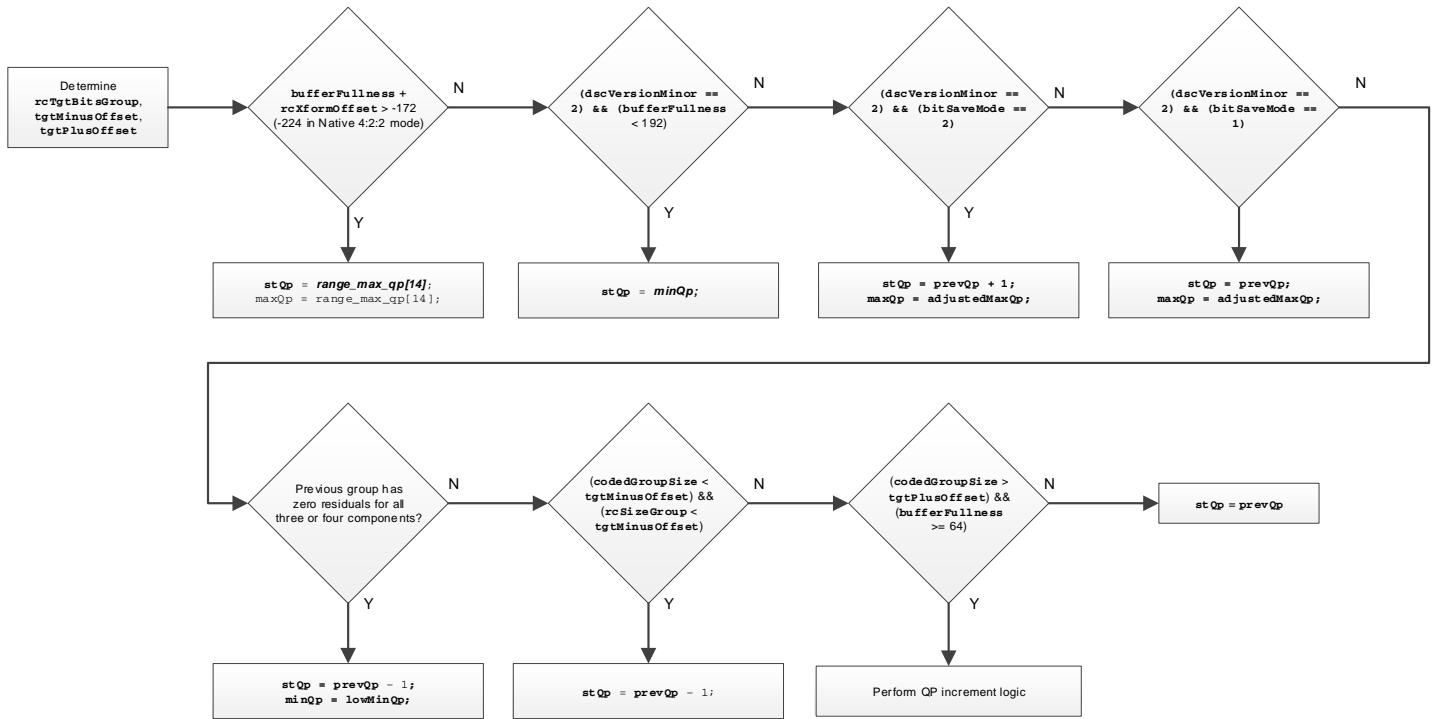 Determine
rcTgtBitsGroup,
tgtMinusOffset,
tgtPlusOffset
bufferFullness +
rcXformOffset > -172
(-224 in Native 4:2:2 mode)
N
Y
stQp = range_max_qp[14];
maxQp = range_max_qp[14];
(dscVersionMinor ==
2) && (bufferFullness
< 192)
N
Y
stQp = minQp;
(dscVersionMinor ==
2) && (bitSaveMode ==
2)
N
Y
stQp = prevQp + 1;
maxQp = adjustedMaxQp;
(dscVersionMinor ==
2) && (bitSaveMode ==
1)
N
stQp = prevQp;
maxQp = adjustedMaxQp;
Previous group has
zero residuals for all
three or four components?
N
Y
stQp = prevQp - 1;
minQp = lowMinQp;
(codedGroupSize <
tgtMinusOffset) &&
(rcSizeGroup <
tgtMinusOffset)
N
Y
stQp = prevQp - 1;
(codedGroupSize >
tgtPlusOffset) &&
(bufferFullness
>= 64)
N
Y
Perform QP increment logic
stQp = prevQp